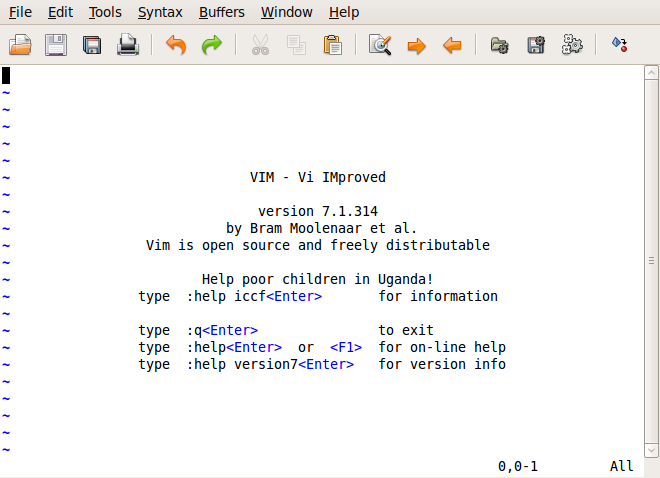 File Edit Tools Syntax Buffers Window Help
~
~
~
~
~
~ VIM - Vi IMproved
~
~ version 7.1.314
~ by Bram Moolenaar et al.
~ Vim is open source and freely distributable
~
~ Help poor children in Uganda!
~ type :help iccf<Enter> for information
~
~ type :q<Enter> to exit
~ type :help<Enter> or <F1> for on-line help
~ type :help version7<Enter> for version info
~
~
~
~
~
0,0-1 All